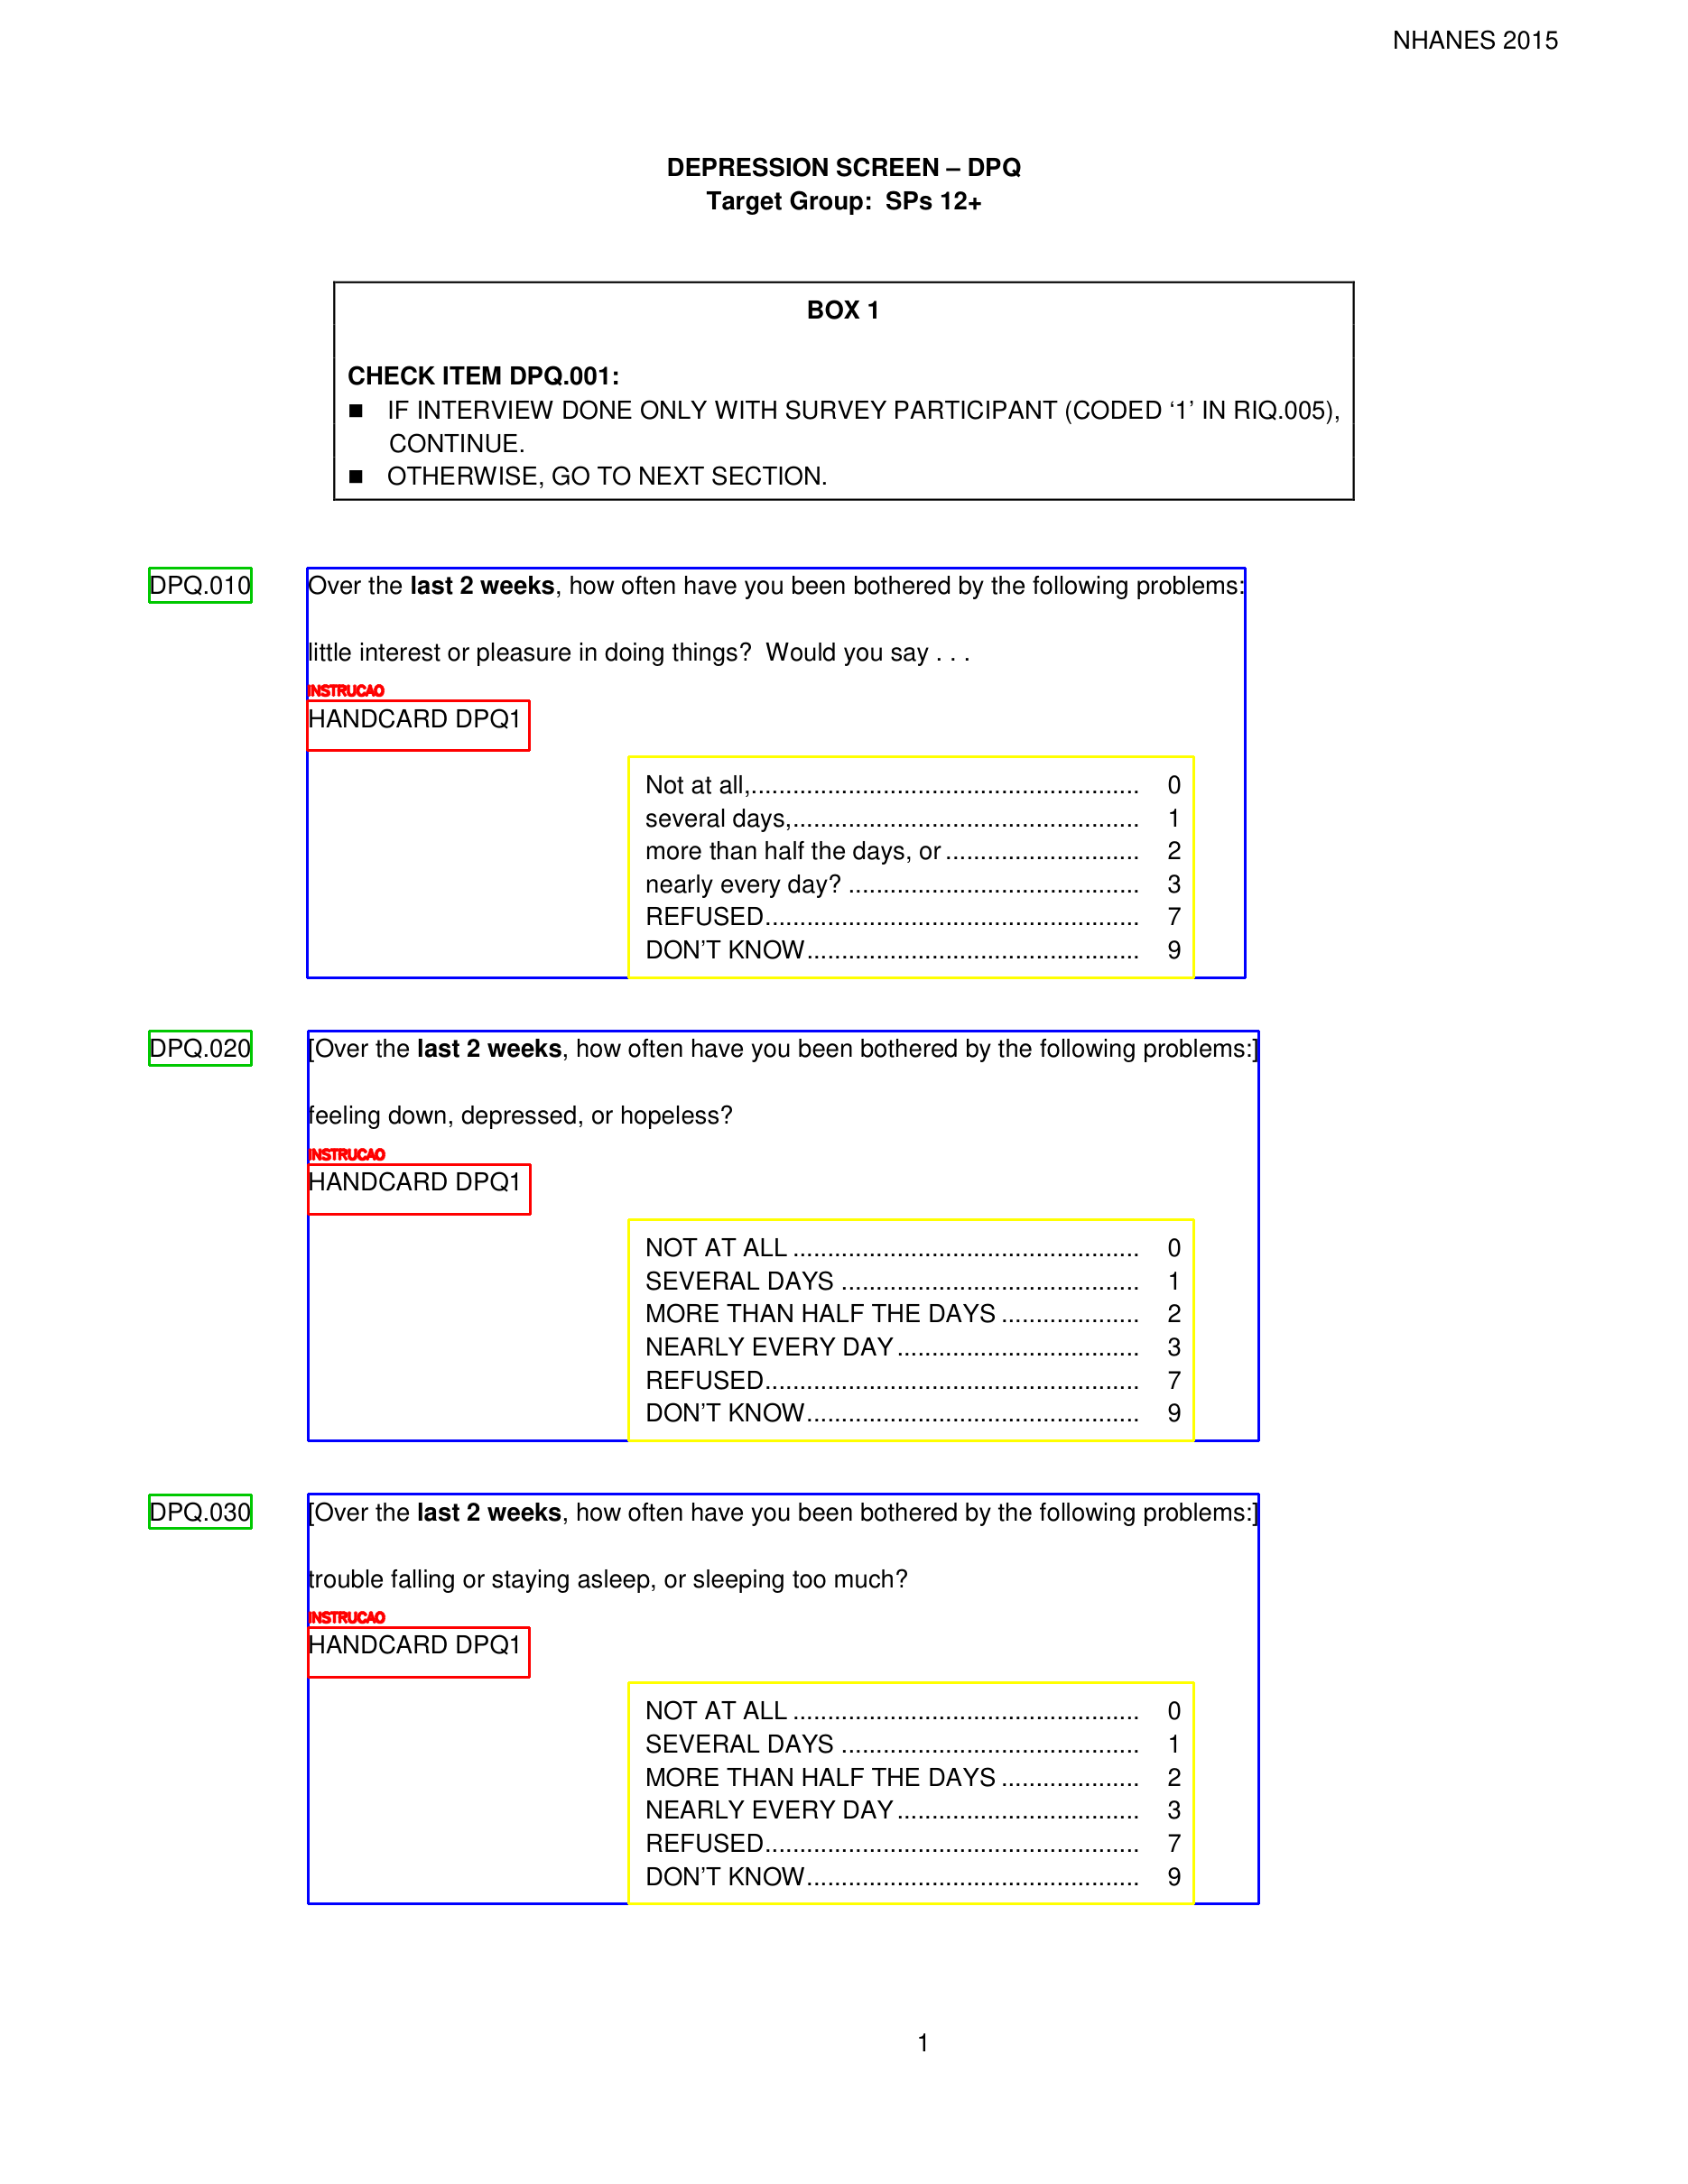 NHANES 2015
DEPRESSION SCREEN – DPQ
Target Group: SPs 12+
BOX 1
CHECK ITEM DPQ.001:
■ IF INTERVIEW DONE ONLY WITH SURVEY PARTICIPANT (CODED ‘1’ IN RIQ.005),
CONTINUE.
■ OTHERWISE, GO TO NEXT SECTION.
DPQ.010 Over the last 2 weeks, how often have you been bothered by the following problems:
little interest or pleasure in doing things? Would you say . . .
INSTRUCAO
HANDCARD DPQ1
Not at all,........................................................ 0
several days,.................................................. 1
more than half the days, or ............................ 2
nearly every day? .......................................... 3
REFUSED...................................................... 7
DON’T KNOW................................................ 9
DPQ.020 [Over the last 2 weeks, how often have you been bothered by the following problems:]
feeling down, depressed, or hopeless?
INSTRUCAO
HANDCARD DPQ1
NOT AT ALL .................................................. 0
SEVERAL DAYS ........................................... 1
MORE THAN HALF THE DAYS .................... 2
NEARLY EVERY DAY................................... 3
REFUSED...................................................... 7
DON’T KNOW................................................ 9
DPQ.030 [Over the last 2 weeks, how often have you been bothered by the following problems:]
trouble falling or staying asleep, or sleeping too much?
INSTRUCAO
HANDCARD DPQ1
NOT AT ALL .................................................. 0
SEVERAL DAYS ........................................... 1
MORE THAN HALF THE DAYS .................... 2
NEARLY EVERY DAY................................... 3
REFUSED...................................................... 7
DON’T KNOW................................................ 9
1